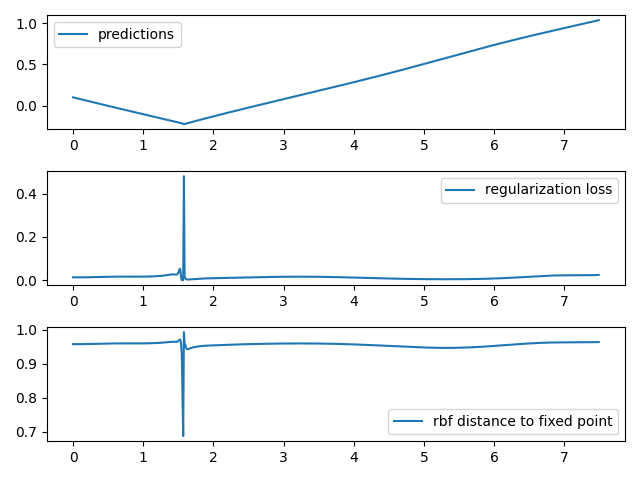 1.0
predictions
0.5
0.0
0 1 2 3 4 5 6 7
regularization loss
0.4
0.2
0.0
0 1 2 3 4 5 6 7
1.0
0.9
0.8
rbf distance to fixed point
0.7
0 1 2 3 4 5 6 7